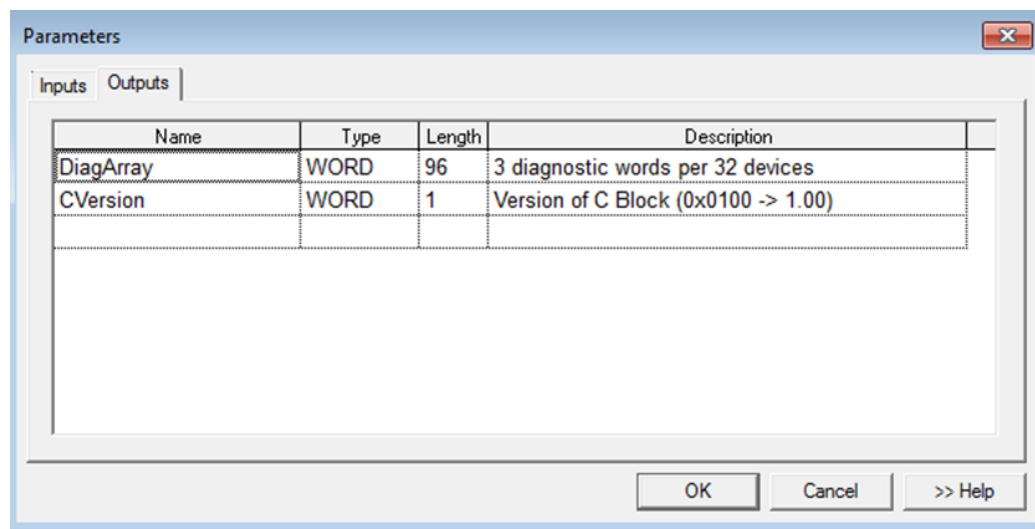 Parameters
Inputs Outputs
Name Type Length Description
DiagArray WORD 96 3 diagnostic words per 32 devices
CVersion WORD 1 Version of C Block (0x0100 -> 1.00)
OK Cancel >> Help